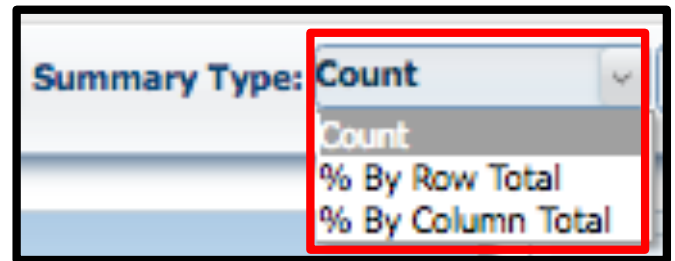 Summary Type: Count
Count
% By Row Total
% By Column Total